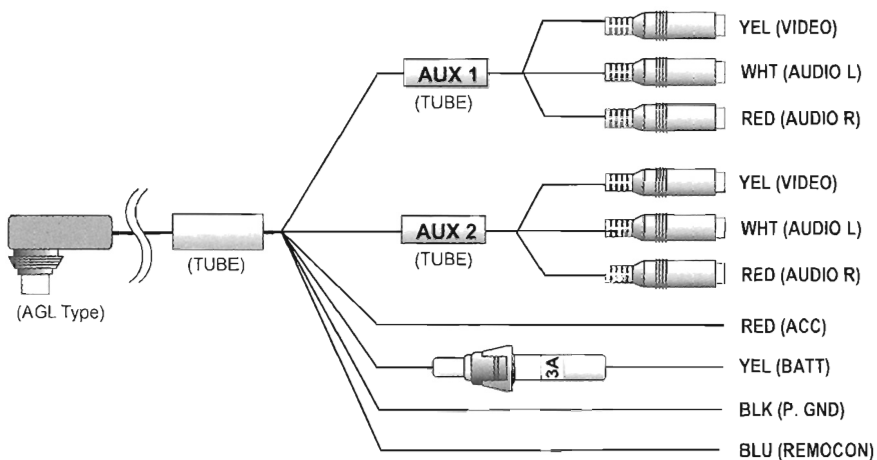 YEL (VIDEO)
AUX 1
(TUBE)
WHT (AUDIO L)
RED (AUDIO R)
YEL (VIDEO)
AUX 2
(TUBE)
WHT (AUDIO L)
RED (AUDIO R)
(TUBE)
(AGL Type)
RED (ACC)
3A
YEL (BATT)
BLK (P. GND)
BLU (REMOCON)